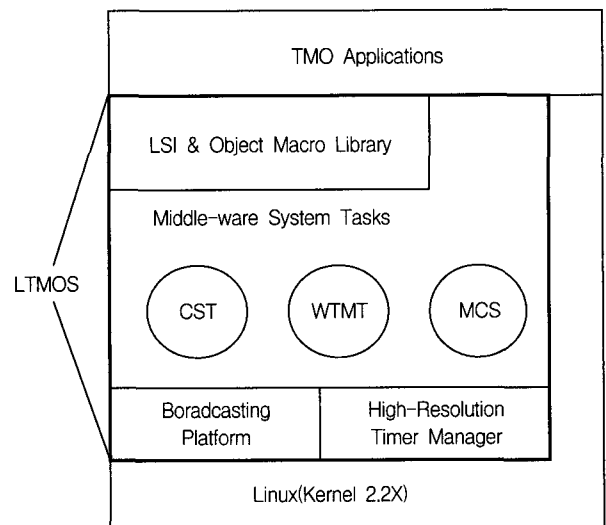 TMO Applications
LSI & Object Macro Library
Middle-ware System Tasks
LTMOS
CST
WTMT
MCS
Boradcasting
Platform
High-Resolution
Timer Manager
Linux(Kernel 2.2X)